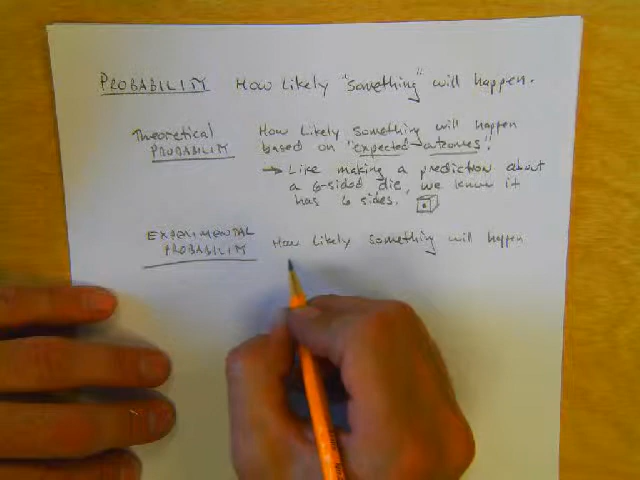 PROBABILITY How Likely "something" will happen.
Theoretical PROBABILITY How Likely something will happen
based on "expected outcomes".
→ Like making a prediction about
a 6-sided die, we know it
has 6 sides.
EXPERIMENTAL PROBABILITY How likely something will happen